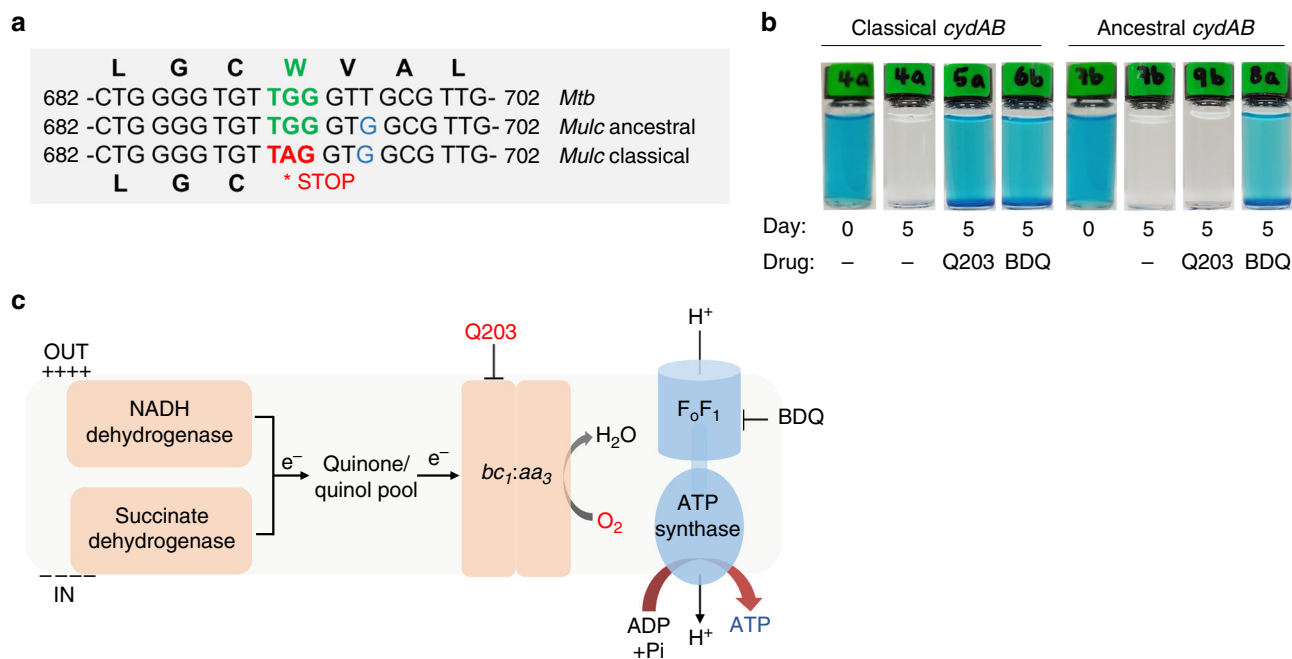 a
L G C W V A L
682 -CTG GGG TGT TGG GTT GCG TTG- 702 Mtb
682 -CTG GGG TGT TGG GTG GCG TTG- 702 Mulc ancestral
682 -CTG GGG TGT TAG GTG GCG TTG- 702 Mulc classical
L G C * STOP
b
Classical cydAB Ancestral cydAB
4a 4a 5a 6b 7b 7b 9b 8a
Day: 0 5 5 5 0 5 5 5
Drug: – – Q203 BDQ – Q203 BDQ
c
OUT
++++
NADH
dehydrogenase
Succinate
dehydrogenase
– – – –
IN
e–
Quinone/
quinol pool
e–
Q203
bc1:aa3
H2O
O2
H+
FoF1
BDQ
ATP
synthase
ADP
+Pi
H+
ATP